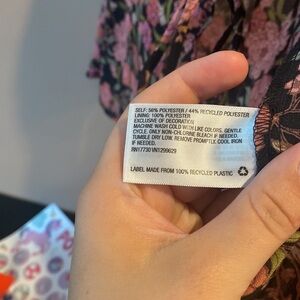 SELF: 56% POLYESTER / 44% RECYCLED POLYESTER
LINING: 100% POLYESTER
EXCLUSIVE OF DECORATION
MACHINE WASH COLD WITH LIKE COLORS. GENTLE
CYCLE. ONLY NON-CHLORINE BLEACH IF NEEDED.
TUMBLE DRY LOW. REMOVE PROMPTLY. COOL IRON
IF NEEDED.
RN17730 VN1299629
LABEL MADE FROM 100% RECYCLED PLASTIC